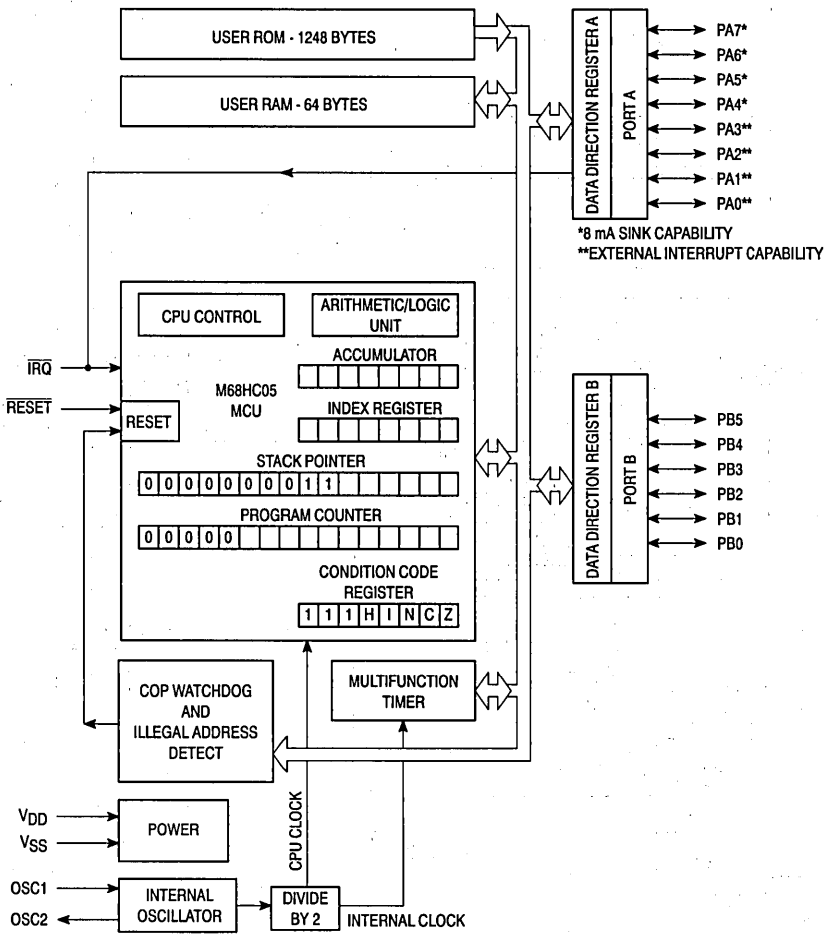 USER ROM - 1248 BYTES
USER RAM - 64 BYTES
DATA DIRECTION REGISTER A
PORT A
PA7*
PA6*
PA5*
PA4*
PA3**
PA2**
PA1**
PA0**
*8 mA SINK CAPABILITY
**EXTERNAL INTERRUPT CAPABILITY
CPU CONTROL
ARITHMETIC/LOGIC
UNIT
ACCUMULATOR
IRQ
M68HC05
MCU
RESET
RESET
INDEX REGISTER
STACK POINTER
0 0 0 0 0 0 0 0 1 1
PROGRAM COUNTER
0 0 0 0 0
CONDITION CODE
REGISTER
1 1 1 H I N C Z
DATA DIRECTION REGISTER B
PORT B
PB5
PB4
PB3
PB2
PB1
PB0
COP WATCHDOG
AND
ILLEGAL ADDRESS
DETECT
MULTIFUNCTION
TIMER
VDD
VSS
POWER
CPU CLOCK
OSC1
OSC2
INTERNAL
OSCILLATOR
DIVIDE
BY 2
INTERNAL CLOCK